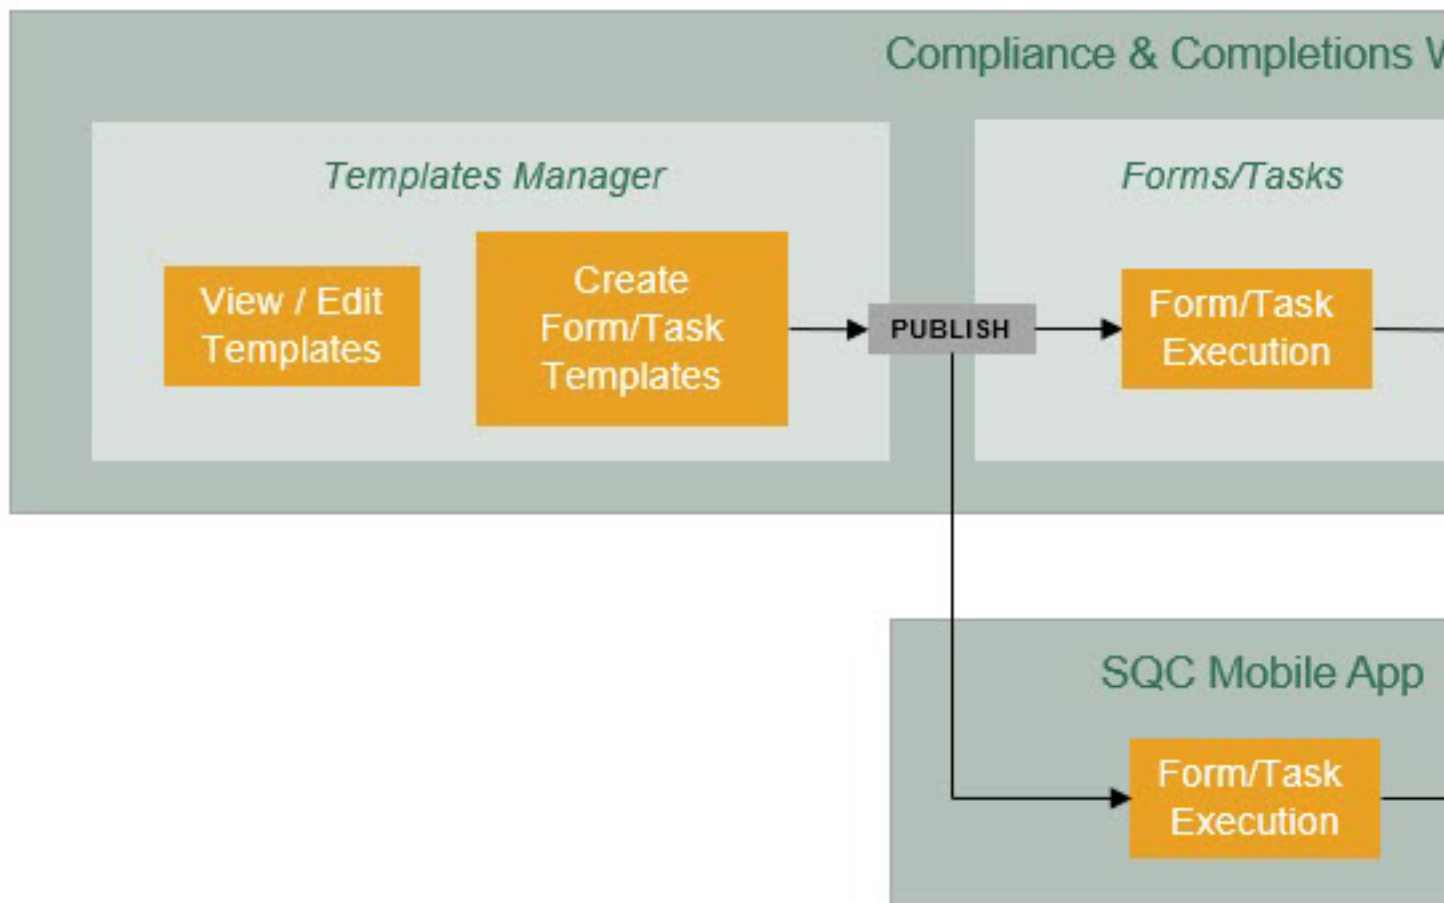 Compliance & Completions W
Templates Manager
View / Edit
Templates
Create
Form/Task
Templates
PUBLISH
Forms/Tasks
Form/Task
Execution
SQC Mobile App
Form/Task
Execution